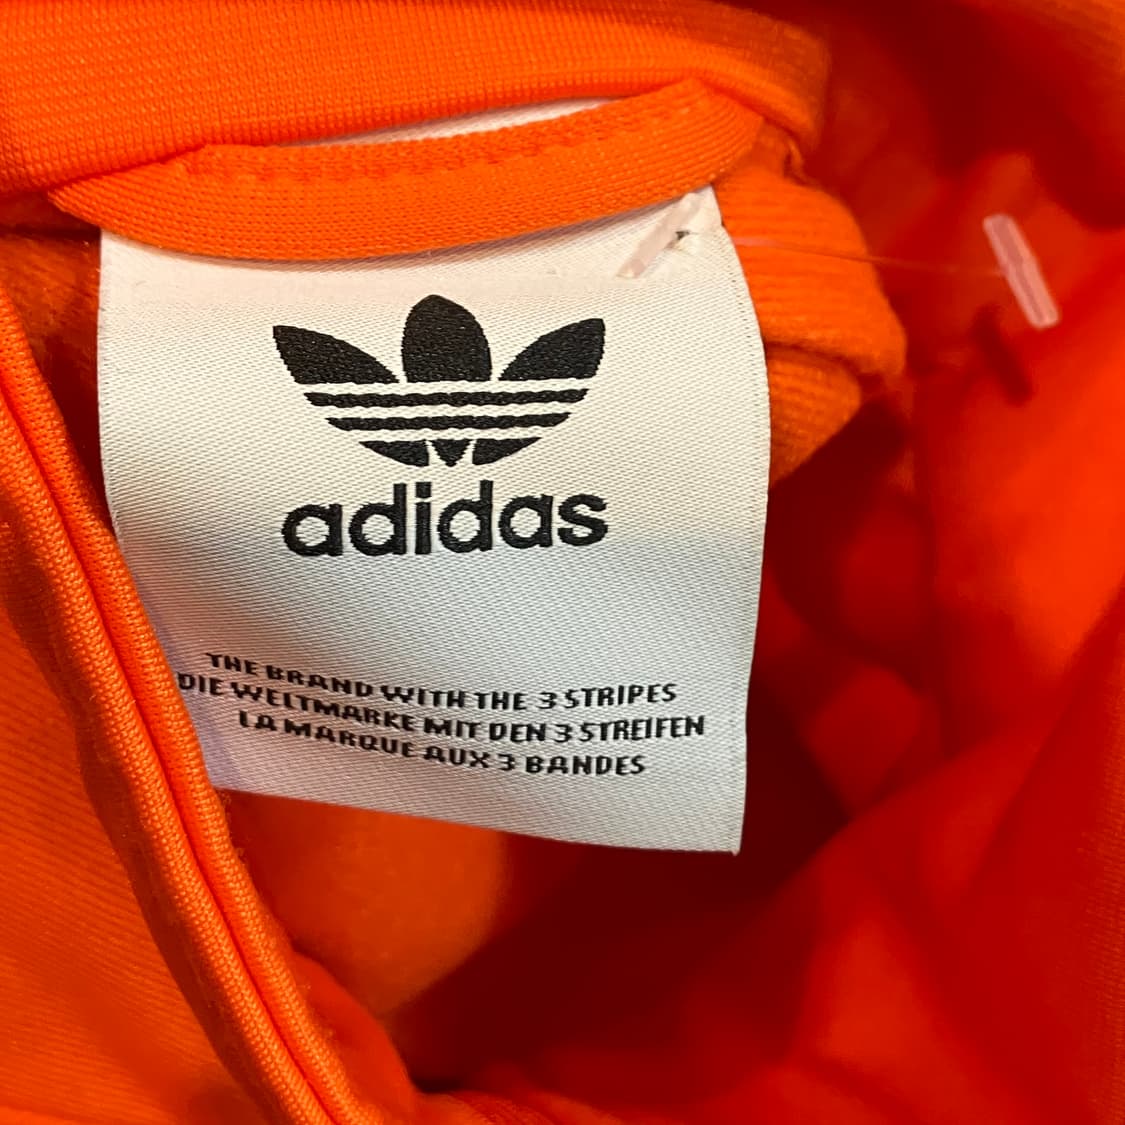 adidas
THE BRAND WITH THE 3 STRIPES
DIE WELTMARKE MIT DEN 3 STREIFEN
LA MARQUE AUX 3 BANDES